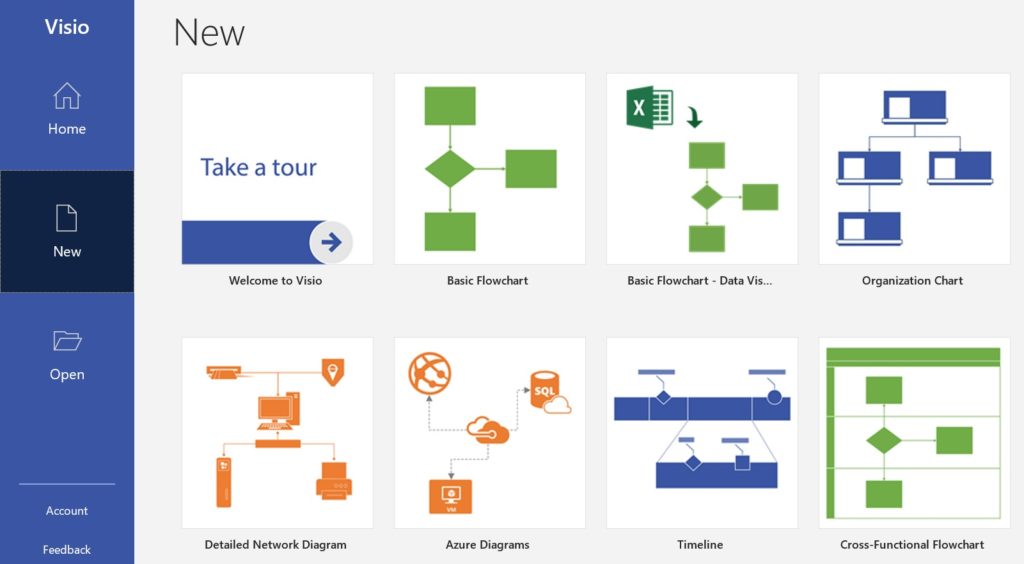 Visio
New
Home
Take a tour
X
Welcome to Visio
Basic Flowchart
Basic Flowchart - Data Vis...
Organization Chart
New
Open
SQL
VM
Detailed Network Diagram
Azure Diagrams
Timeline
Cross-Functional Flowchart
Account
Feedback